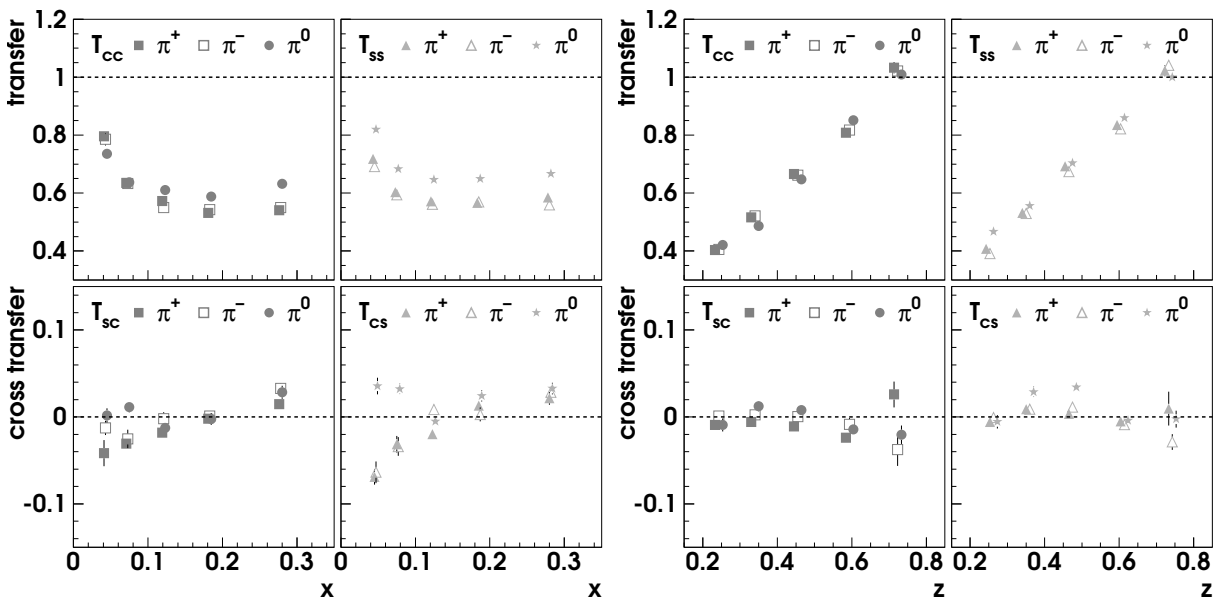 transfer
1.2
1
0.8
0.6
0.4
T_cc π⁺ π⁻ π⁰
T_ss π⁺ π⁻ π⁰
transfer
1.2
1
0.8
0.6
0.4
T_cc π⁺ π⁻ π⁰
T_ss π⁺ π⁻ π⁰
cross transfer
0.1
0
-0.1
T_sc π⁺ π⁻ π⁰
T_cs π⁺ π⁻ π⁰
0 0.1 0.2 0.3
x
0 0.1 0.2 0.3
x
cross transfer
0.1
0
-0.1
T_sc π⁺ π⁻ π⁰
T_cs π⁺ π⁻ π⁰
0.2 0.4 0.6 0.8
z
0.2 0.4 0.6 0.8
z